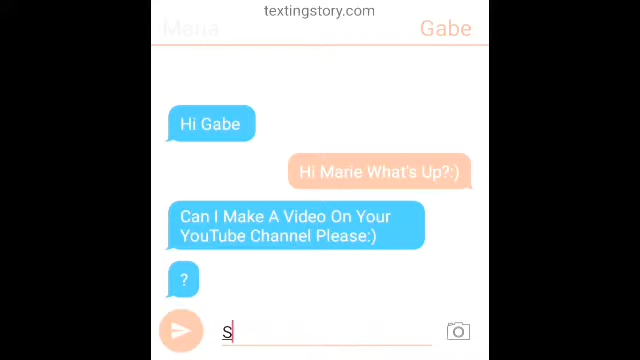 textingstory.com
Maria
Gabe
Hi Gabe
Hi Marie What's Up?:)
Can I Make A Video On Your
YouTube Channel Please:)
?
S